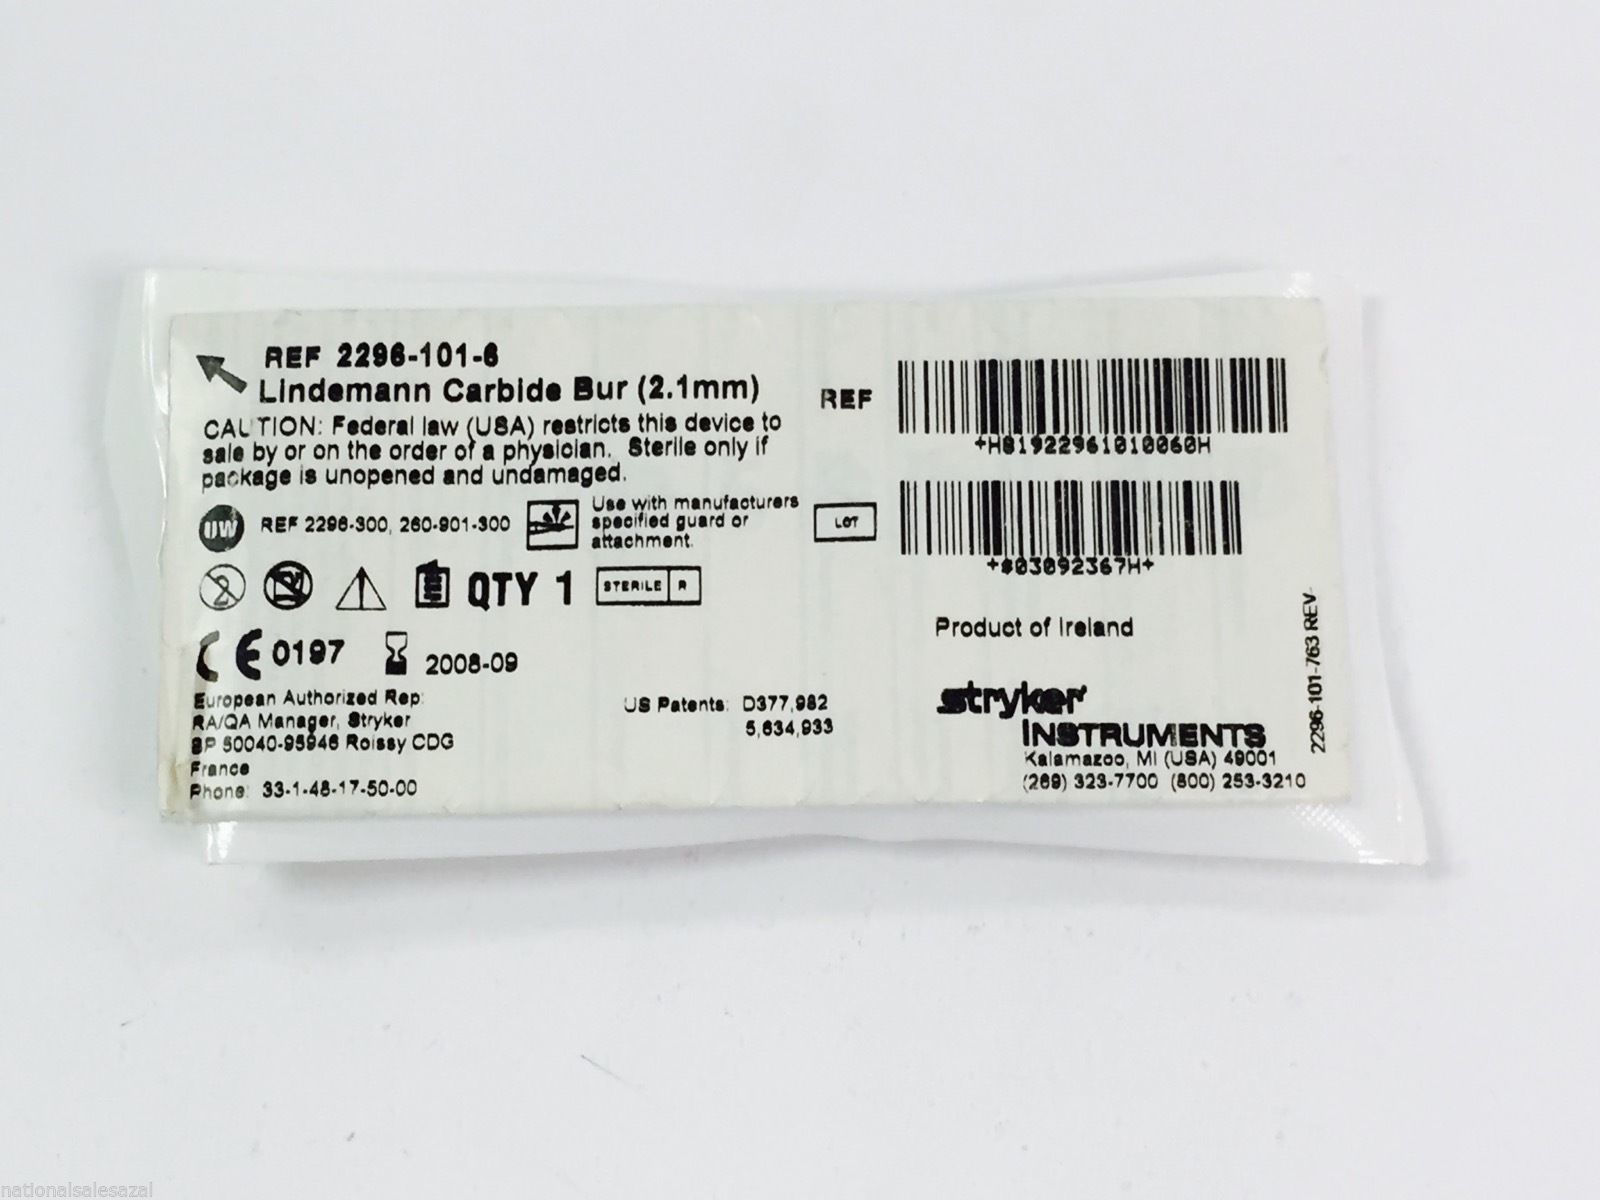 REF 2296-101-6
Lindemann Carbide Bur (2.1mm)
CAUTION: Federal law (USA) restricts this device to
sale by or on the order of a physician. Sterile only if
package is unopened and undamaged.
UW REF 2296-300, 260-901-300
Use with manufacturers
specified guard or
attachment.
2
QTY 1
STERILE R
CE 0197
2008-09
European Authorized Rep:
RA/QA Manager, Stryker
BP 50040-95946 Roissy CDG
France
Phone: 33-1-48-17-50-00
US Patents: D377,982
5,634,933
REF
+H81922961010060H
LOT
+$03092367H+
Product of Ireland
stryker
INSTRUMENTS
Kalamazoo, MI (USA) 49001
(269) 323-7700 (800) 253-3210
2296-101-763 REV-
nationalsalesazal